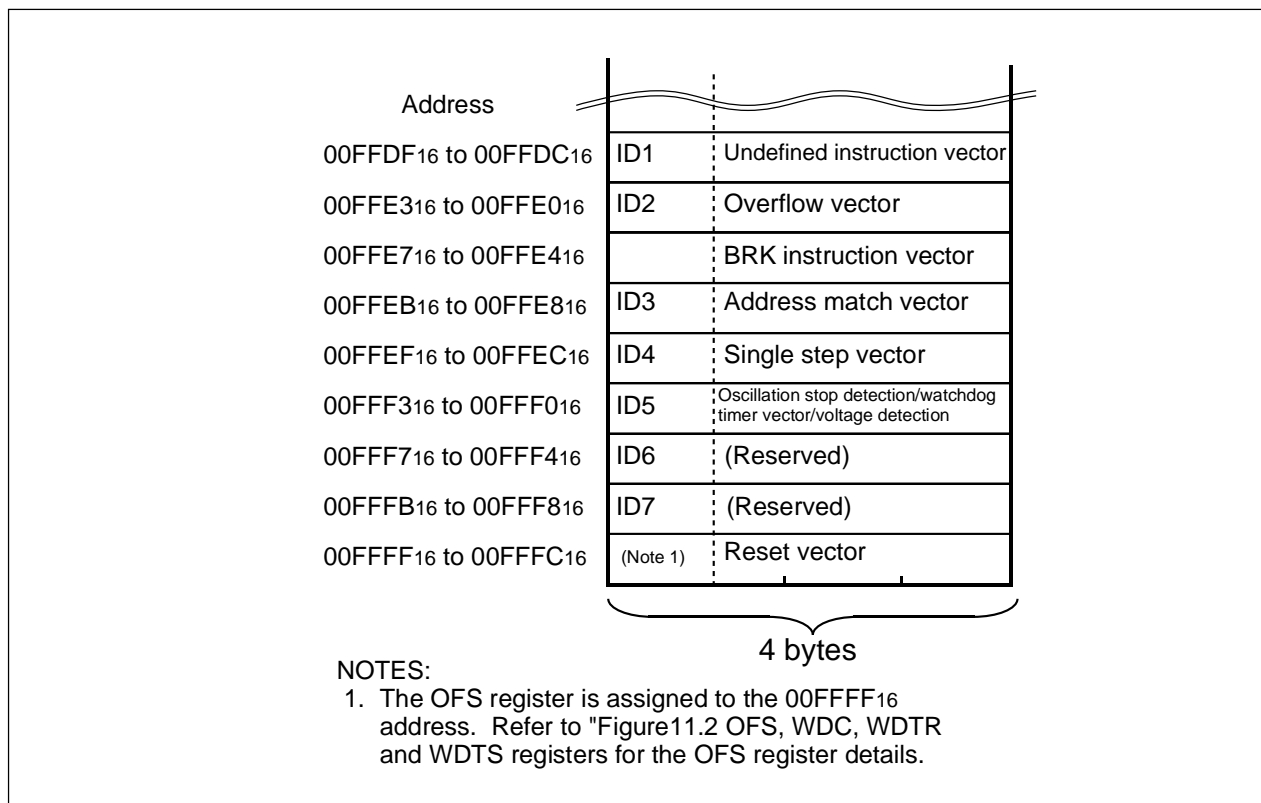 Address
00FFDF16 to 00FFDC16 ID1 Undefined instruction vector
00FFE316 to 00FFE016 ID2 Overflow vector
00FFE716 to 00FFE416 BRK instruction vector
00FFEB16 to 00FFE816 ID3 Address match vector
00FFEF16 to 00FFEC16 ID4 Single step vector
00FFF316 to 00FFF016 ID5 Oscillation stop detection/watchdog
timer vector/voltage detection
00FFF716 to 00FFF416 ID6 (Reserved)
00FFFB16 to 00FFF816 ID7 (Reserved)
00FFFF16 to 00FFFC16 (Note 1) Reset vector
4 bytes
NOTES:
1. The OFS register is assigned to the 00FFFF16
address. Refer to "Figure11.2 OFS, WDC, WDTR
and WDTS registers for the OFS register details.